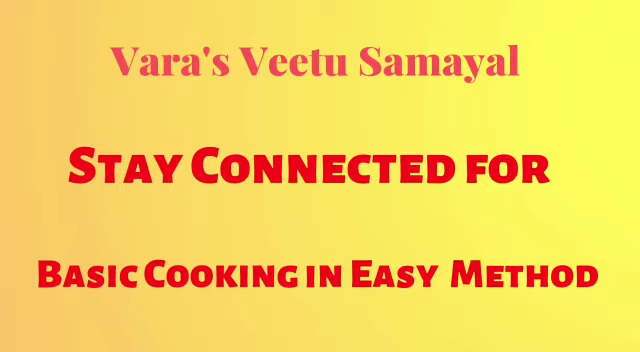 Vara's Veetu Samayal
Stay Connected for
Basic Cooking in Easy Method